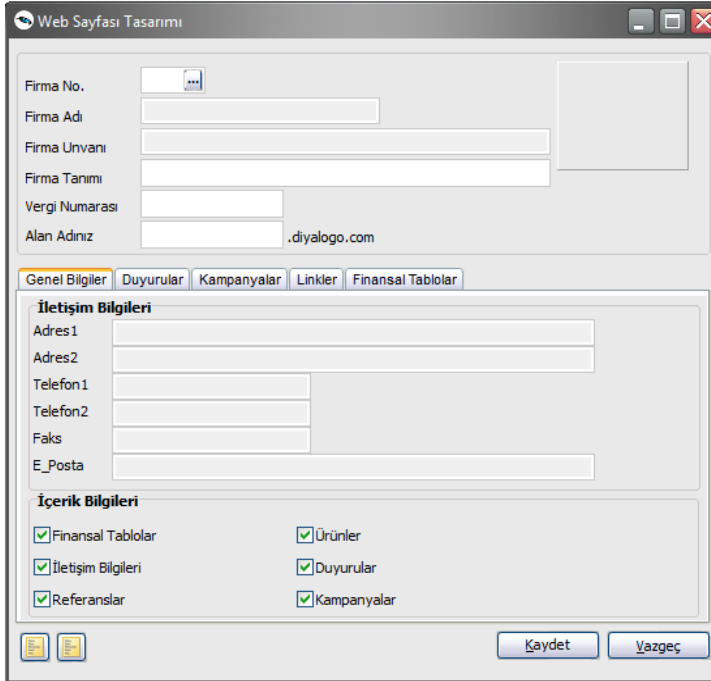 Web Sayfası Tasarımı
Firma No.
...
Firma Adı
Firma Unvanı
Firma Tanımı
Vergi Numarası
Alan Adınız .diyalogo.com
Genel Bilgiler Duyurular Kampanyalar Linkler Finansal Tablolar
İletişim Bilgileri
Adres1
Adres2
Telefon1
Telefon2
Faks
E_Posta
İçerik Bilgileri
Finansal Tablolar Ürünler
İletişim Bilgileri Duyurular
Referanslar Kampanyalar
Kaydet Vazgeç